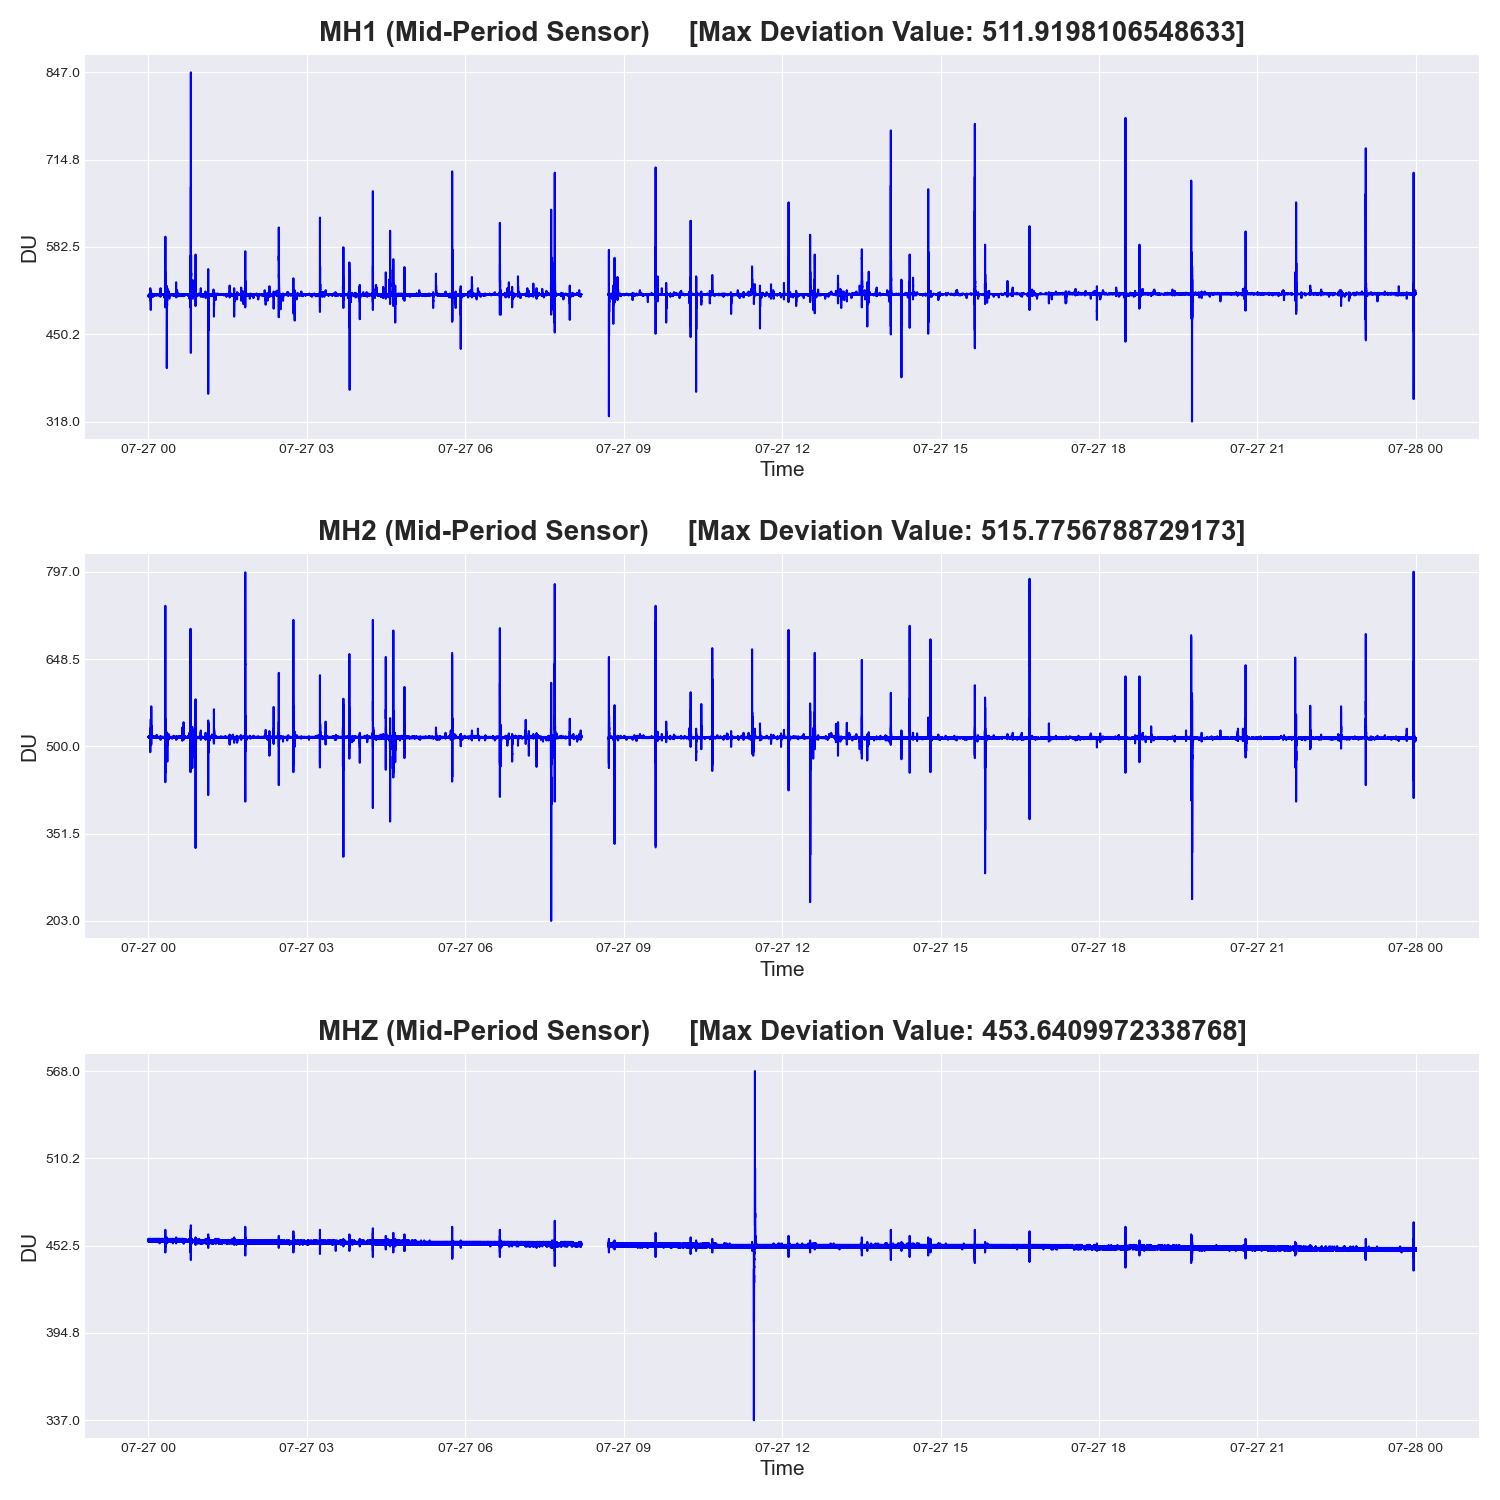 MH1 (Mid-Period Sensor) [Max Deviation Value: 511.9198106548633]
847.0
714.8
582.5
450.2
318.0
DU
07-27 00 07-27 03 07-27 06 07-27 09 07-27 12 07-27 15 07-27 18 07-27 21 07-28 00
Time
MH2 (Mid-Period Sensor) [Max Deviation Value: 515.7756788729173]
797.0
648.5
500.0
351.5
203.0
DU
07-27 00 07-27 03 07-27 06 07-27 09 07-27 12 07-27 15 07-27 18 07-27 21 07-28 00
Time
MHZ (Mid-Period Sensor) [Max Deviation Value: 453.6409972338768]
568.0
510.2
452.5
394.8
337.0
DU
07-27 00 07-27 03 07-27 06 07-27 09 07-27 12 07-27 15 07-27 18 07-27 21 07-28 00
Time